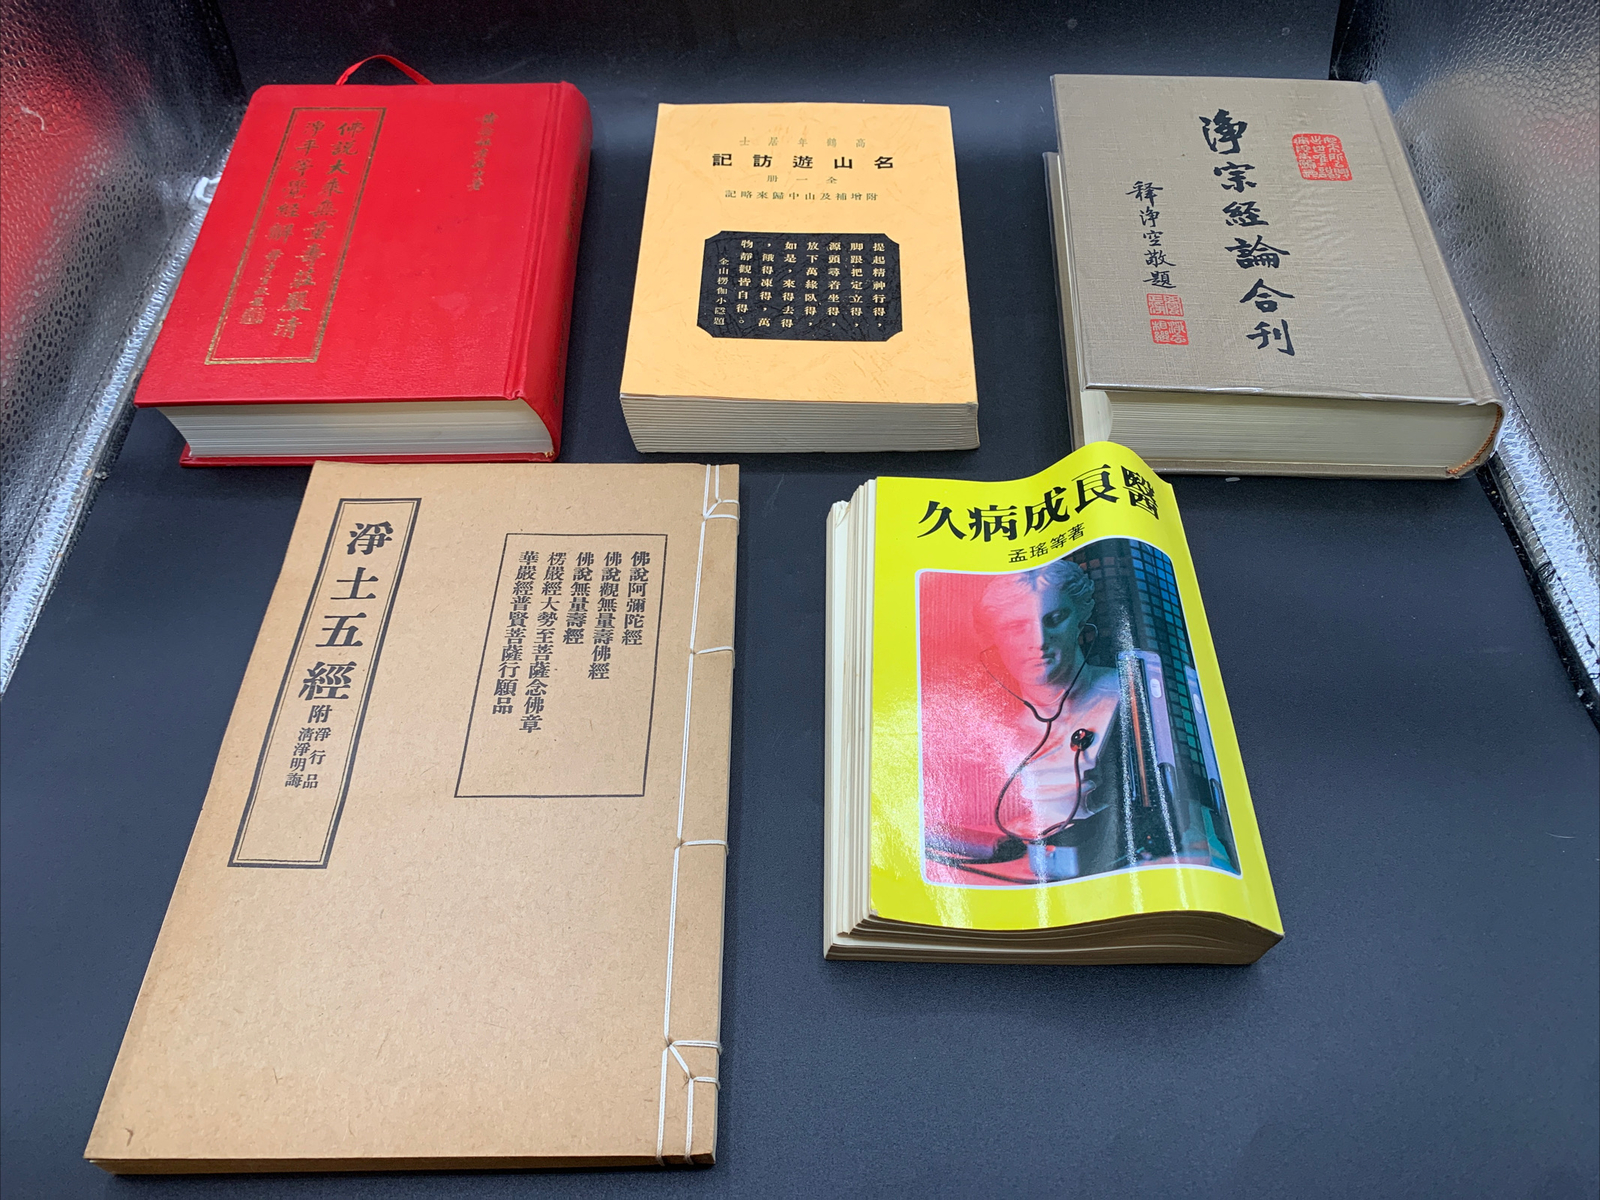 佛說大乘無量壽莊嚴清
淨平等覺經解
高鶴年居士
名山遊訪記
全一册
附增補及山中歸來略記
提起精神行得，
腳跟把定立得，
源頭尋着坐得，
放下萬緣臥得，
如是，來得去得
，餓得凍得，萬
物靜觀皆自得。
金山楞伽小隱題
淨宗經論合刊
释淨空敬題
淨土五經
附
淨行品
清淨明誨
佛說阿彌陀經
佛說觀無量壽佛經
佛說無量壽經
楞嚴經大勢至菩薩念佛章
華嚴經普賢菩薩行願品
久病成良醫
孟瑤等著